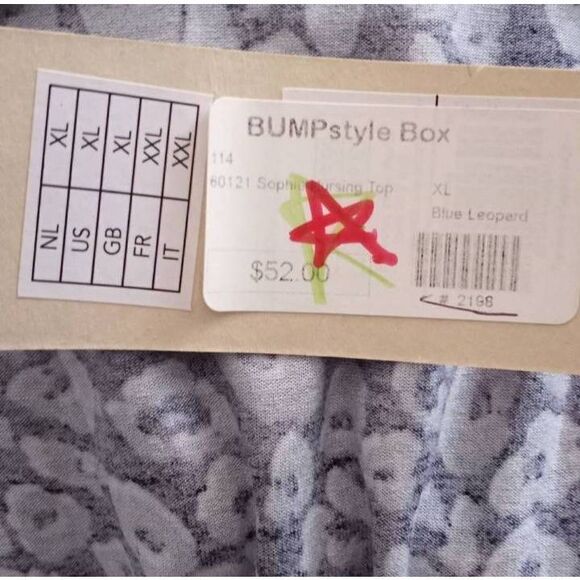 NL XL
US XL
GB XL
FR XXL
IT XXL
BUMPstyle Box
114
60121 Sophie Nursing Top XL
Blue Leopard
$52.00
# 2198